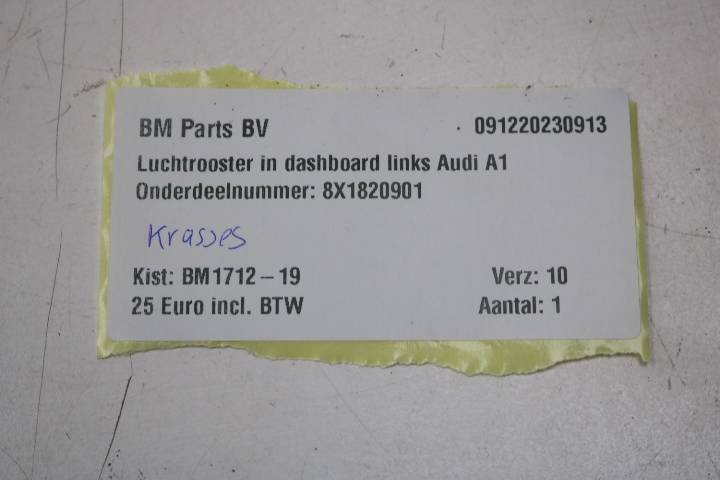 BM Parts BV 091220230913
Luchtrooster in dashboard links Audi A1
Onderdeelnummer: 8X1820901
Krasses
Kist: BM1712 – 19 Verz: 10
25 Euro incl. BTW Aantal: 1